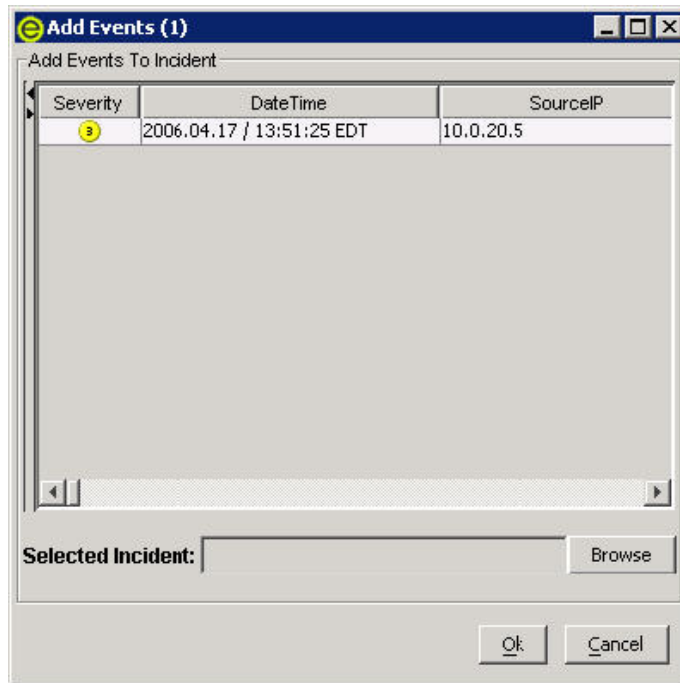 Add Events (1)
Add Events To Incident
Severity DateTime SourceIP
3 2006.04.17 / 13:51:25 EDT 10.0.20.5
Selected Incident: Browse
Ok Cancel